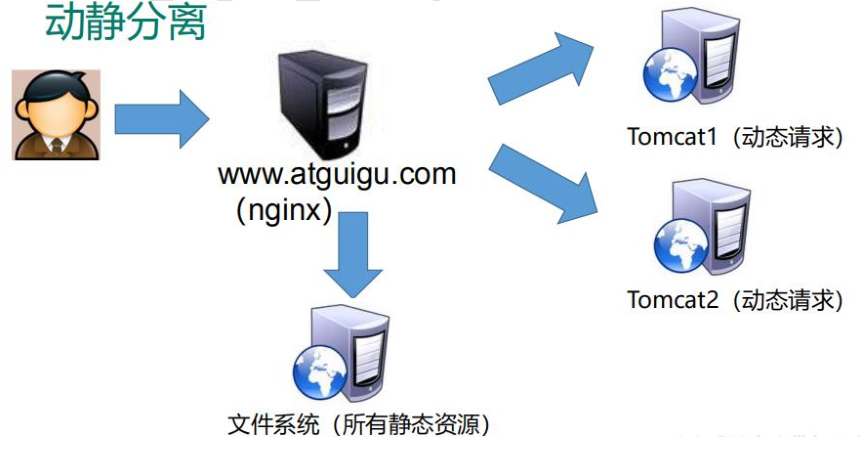 动静分离
www.atguigu.com
（nginx）
Tomcat1（动态请求）
Tomcat2（动态请求）
文件系统（所有静态资源）